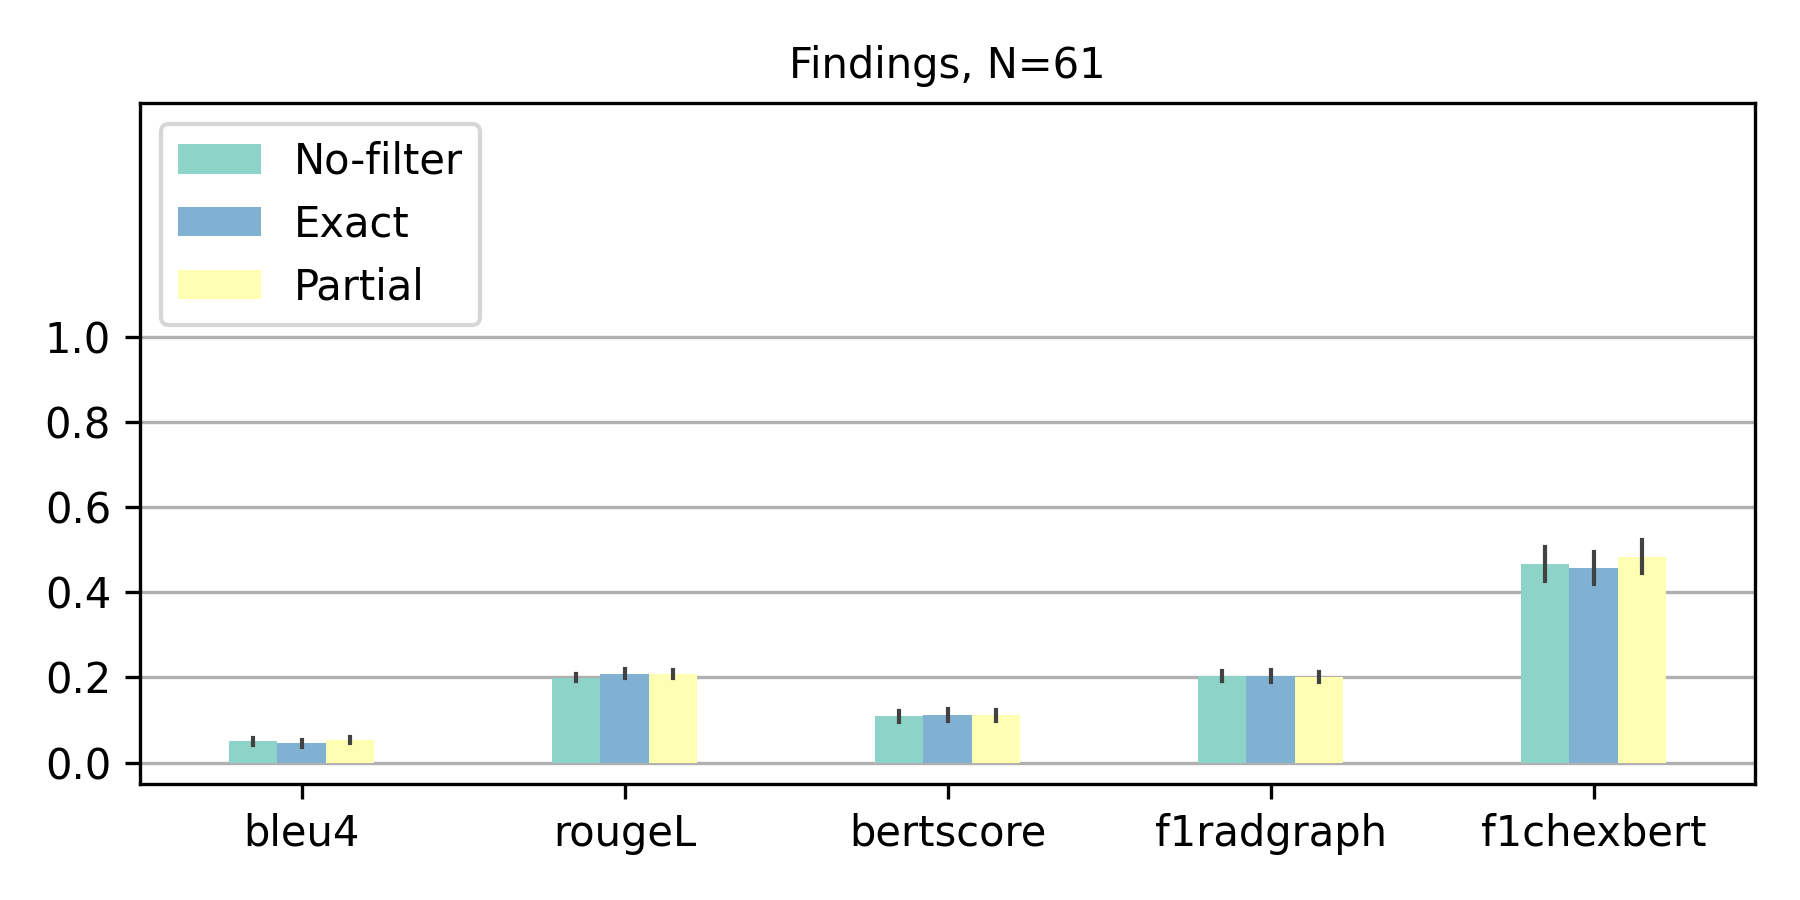 Findings, N=61
No-filter
Exact
Partial
1.0
0.8
0.6
0.4
0.2
0.0
bleu4 rougeL bertscore f1radgraph f1chexbert